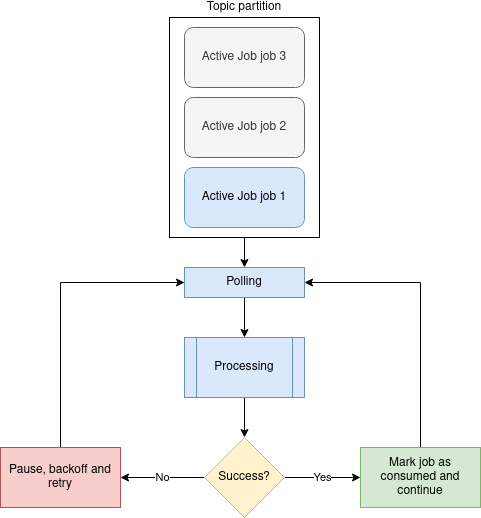 Topic partition
Active Job job 3
Active Job job 2
Active Job job 1
Polling
Processing
Success?
No
Yes
Pause, backoff and
retry
Mark job as
consumed and
continue